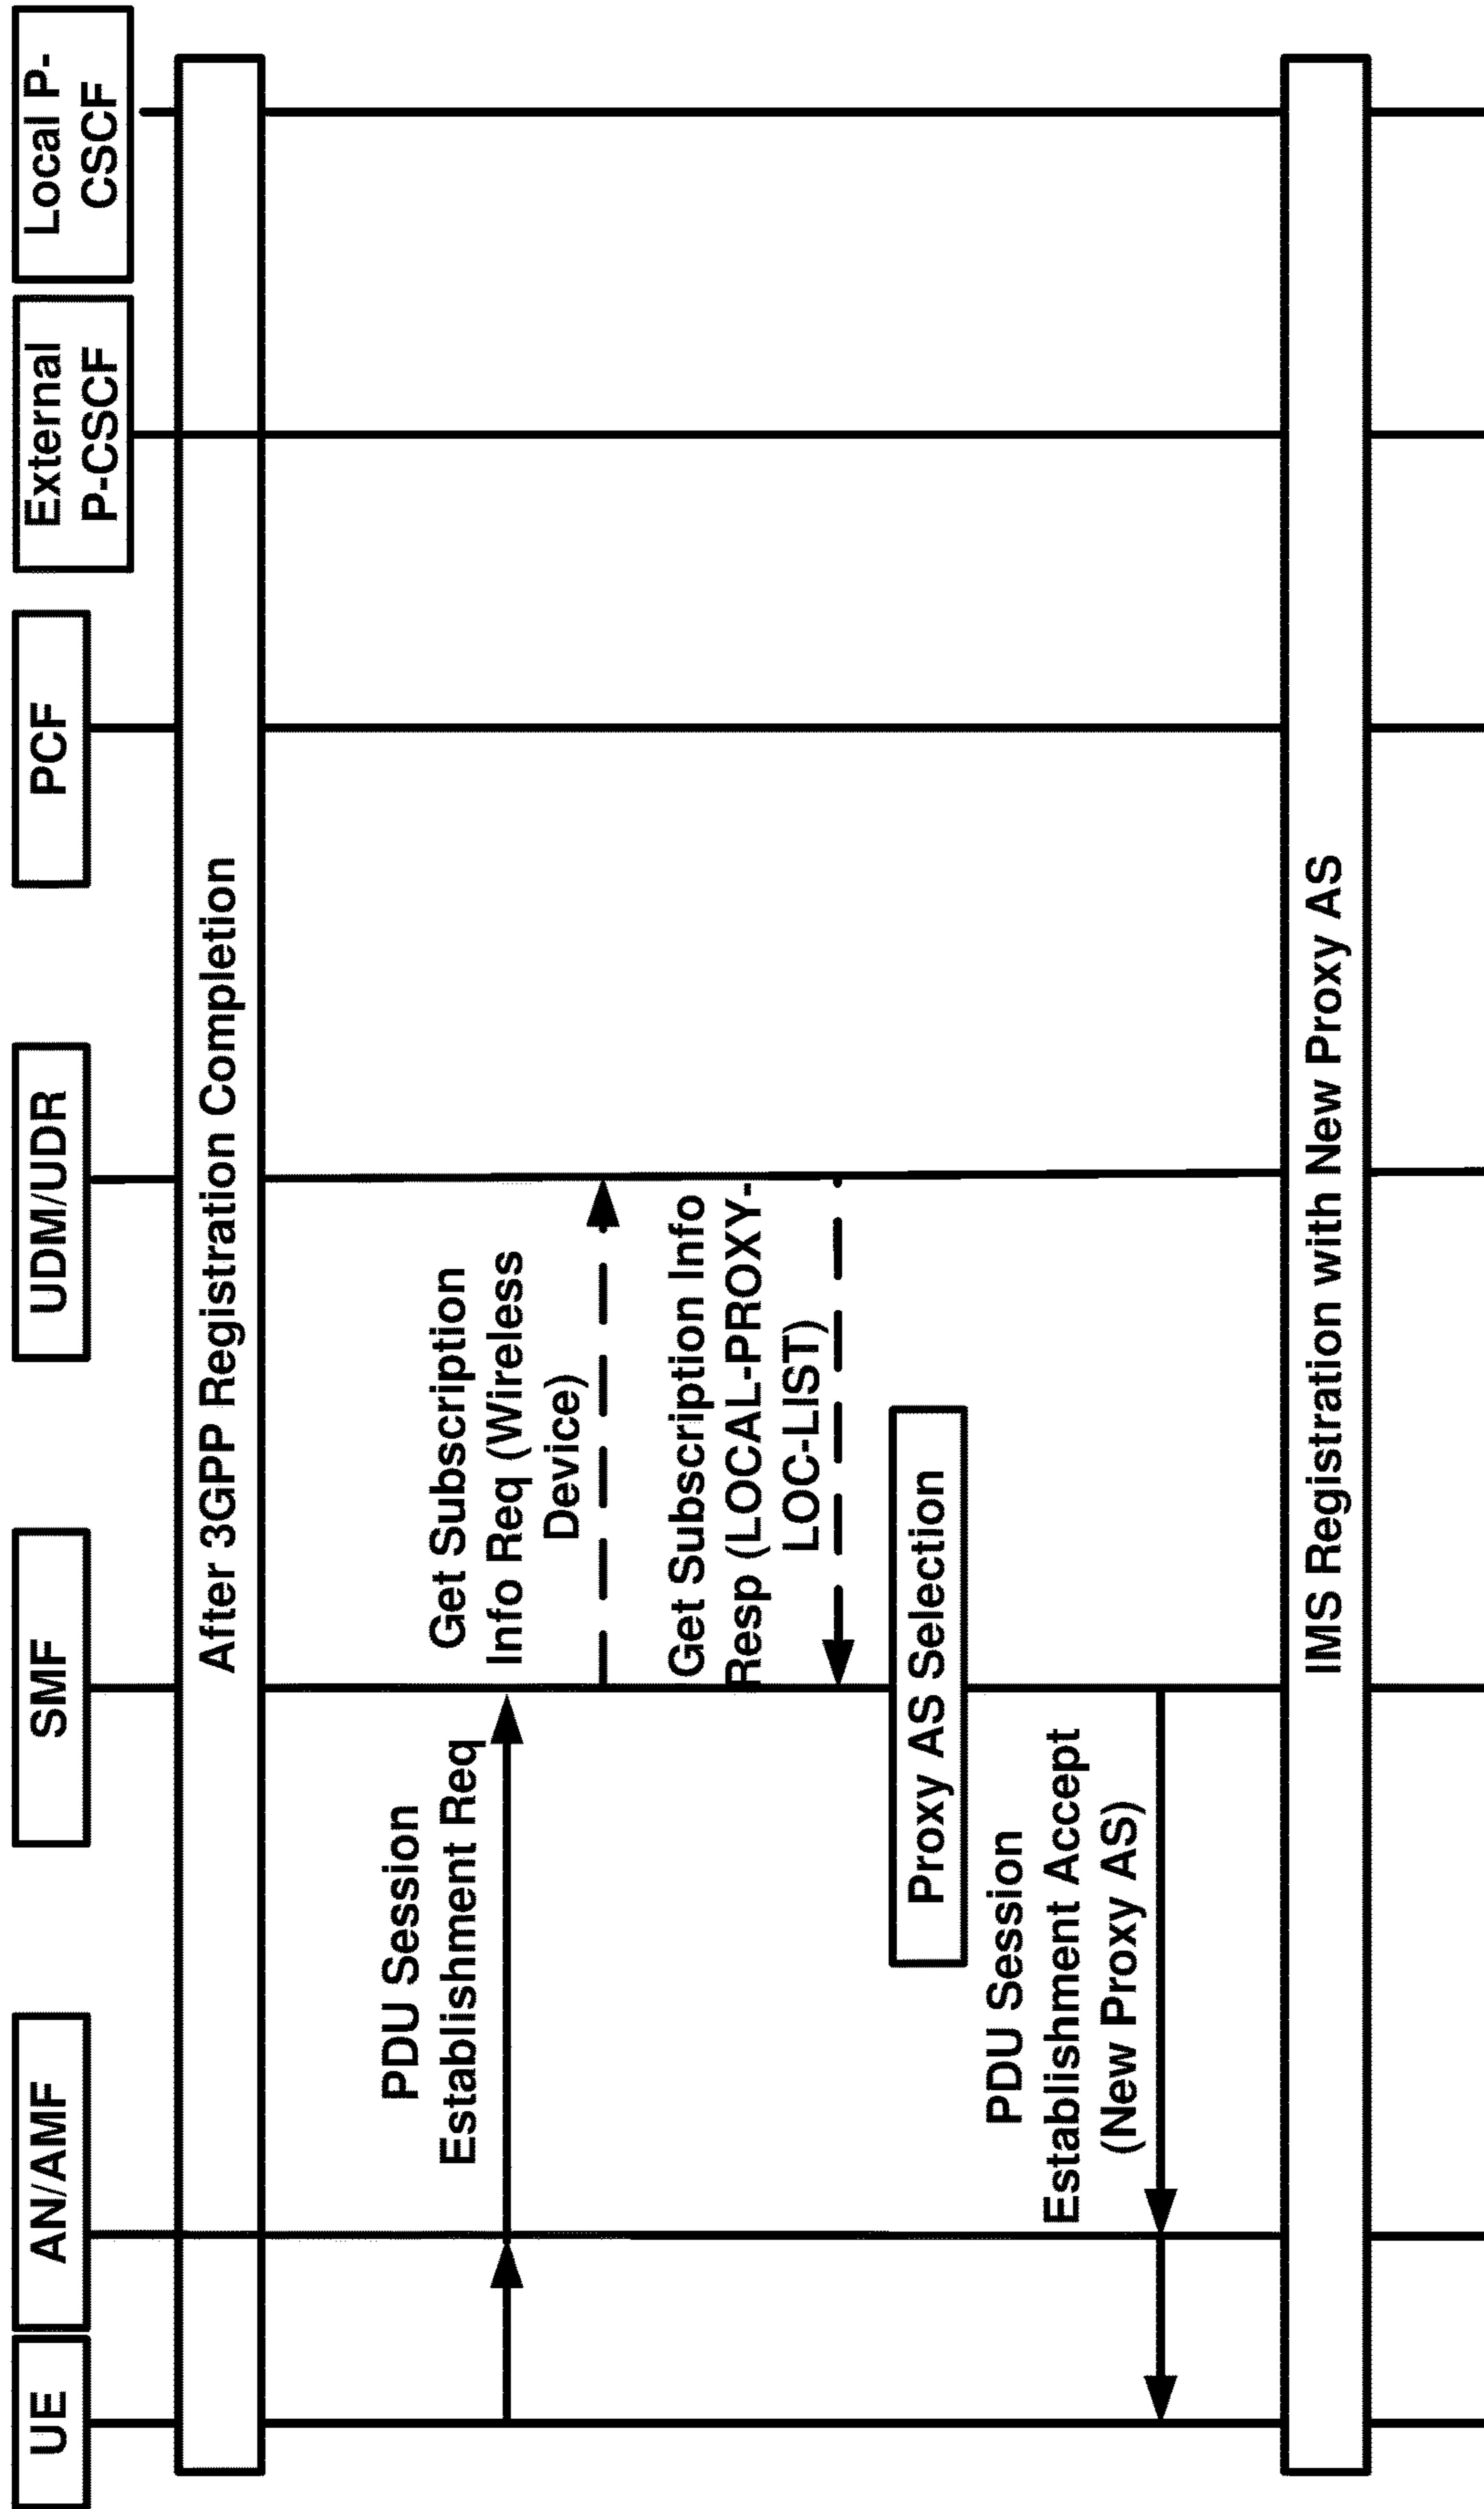 UE
AN/AMF
SMF
UDM/UDR
PCF
External
P-CSCF
Local P-
CSCF
After 3GPP Registration Completion
PDU Session
Establishment Req
Get Subscription
Info Req (Wireless
Device)
Get Subscription Info
Resp (LOCAL-PROXY-
LOC-LIST)
Proxy AS Selection
PDU Session
Establishment Accept
(New Proxy AS)
IMS Registration with New Proxy AS